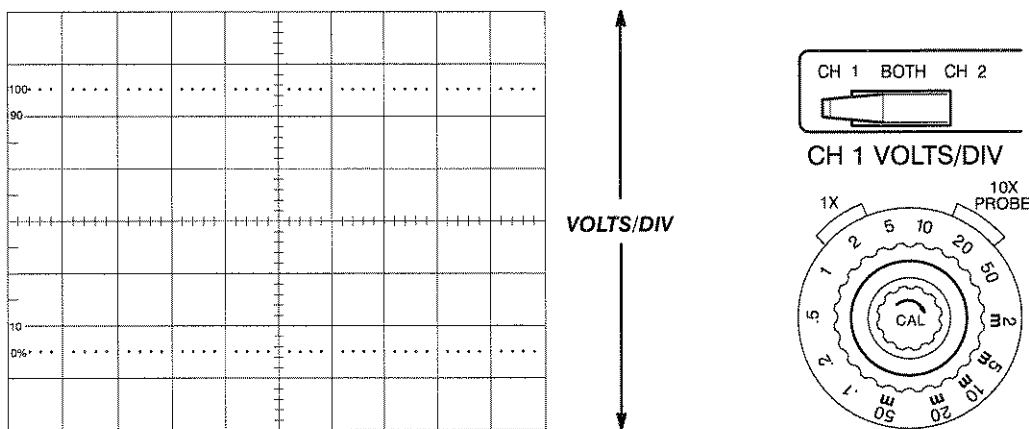 CH 1 BOTH CH 2
CH 1 VOLTS/DIV
1X
10X
PROBE
100
90
10
0%
VOLTS/DIV
.1
.2
.5
1
2
5
10
20
50
2 m
5 m
10 m
20 m
50 m
CAL